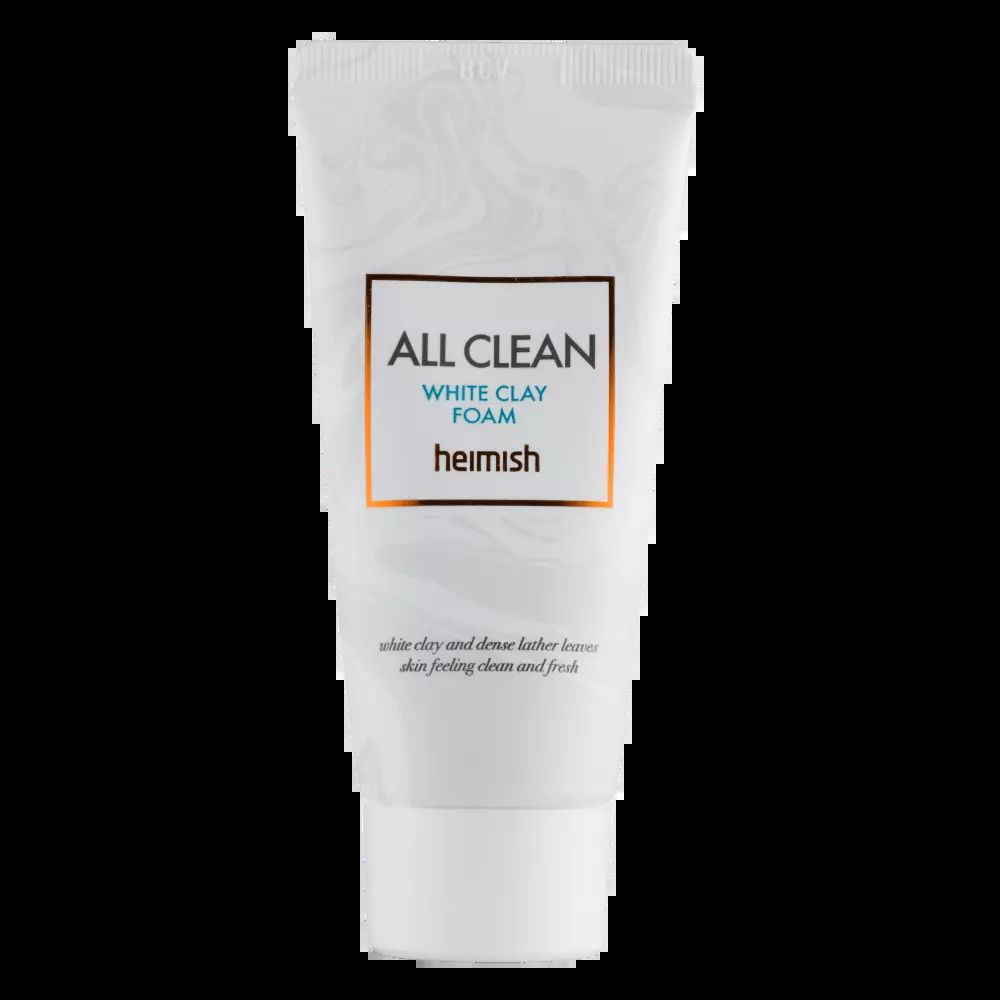 ALL CLEAN
WHITE CLAY
FOAM
heimish
white clay and dense lather leaves
skin feeling clean and fresh